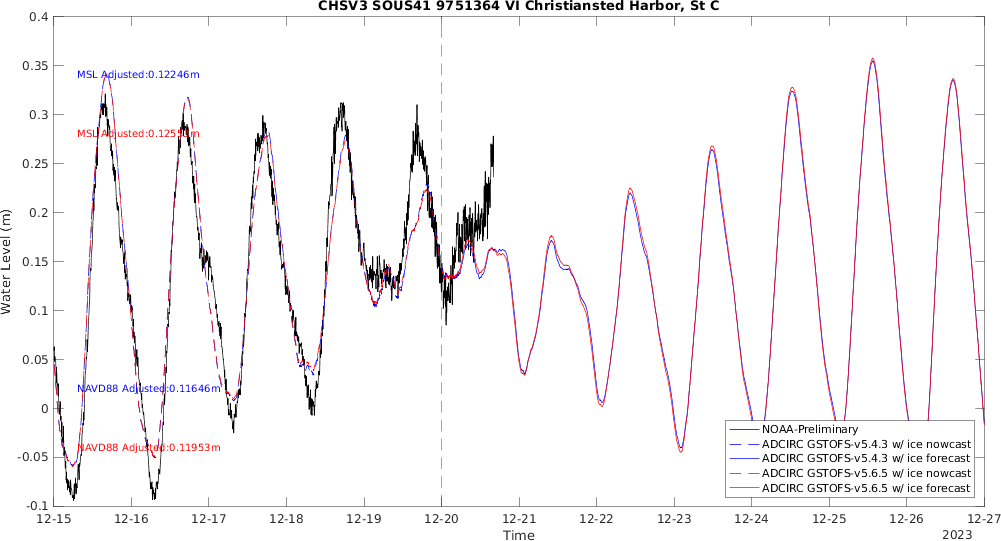 CHSV3 SOUS41 9751364 VI Christiansted Harbor, St C
0.4
0.35
0.3
0.25
0.2
0.15
0.1
0.05
0
-0.05
-0.1
Water Level (m)
MSL Adjusted:0.12246m
MSL Adjusted:0.1255
NAVD88 Adjusted:0.11646m
NAVD88 Adjusted:0.11953m
NOAA-Preliminary
ADCIRC GSTOFS-v5.4.3 w/ ice nowcast
ADCIRC GSTOFS-v5.4.3 w/ ice forecast
ADCIRC GSTOFS-v5.6.5 w/ ice nowcast
ADCIRC GSTOFS-v5.6.5 w/ ice forecast
12-15 12-16 12-17 12-18 12-19 12-20 12-21 12-22 12-23 12-24 12-25 12-26 12-27
Time
2023